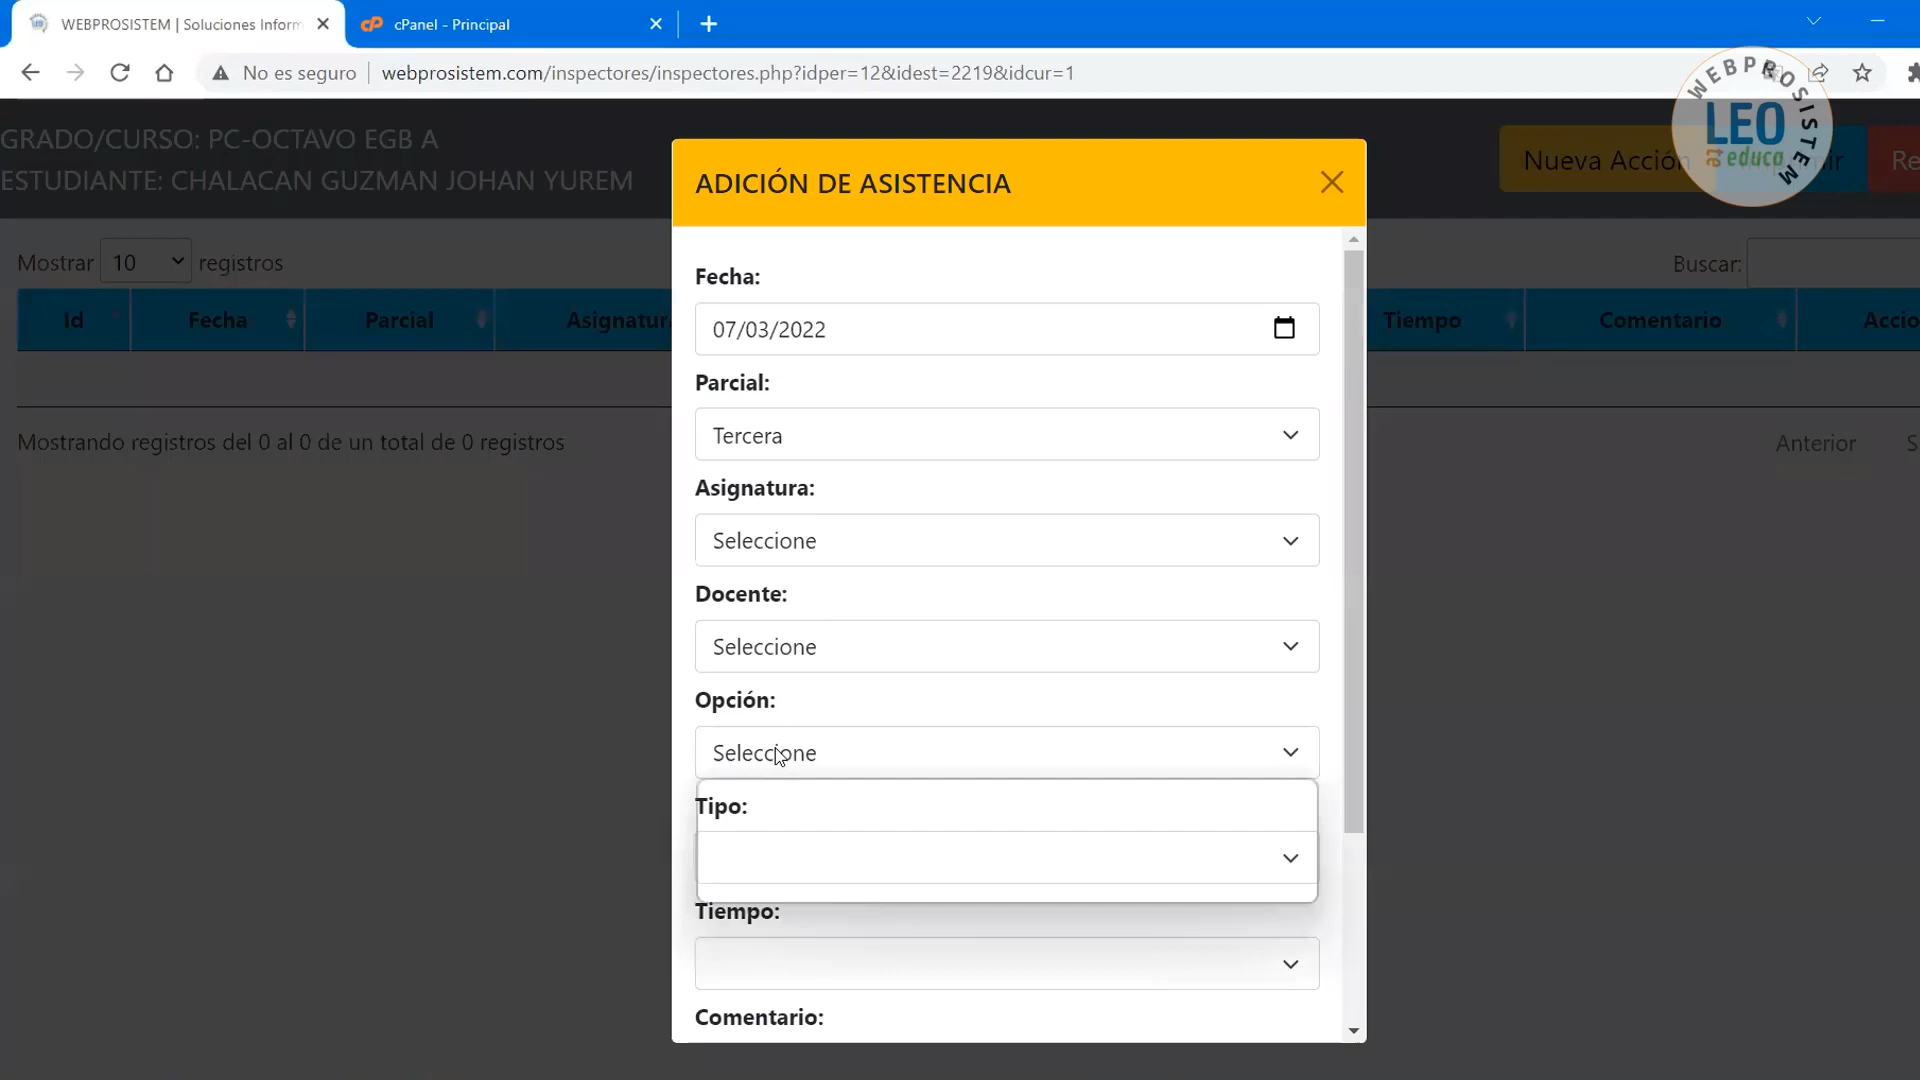 WEBPROSISTEM | Soluciones Inform
cPanel - Principal
No es seguro
webprosistem.com/inspectores/inspectores.php?idper=12&idest=2219&idcur=1
WEBPROSISTEM
LEO
te educa
GRADO/CURSO: PC-OCTAVO EGB A
ESTUDIANTE: CHALACAN GUZMAN JOHAN YUREM
Nueva Acción
Re
ADICIÓN DE ASISTENCIA
Mostrar 10 registros
Buscar:
Id Fecha Parcial Asignatura Tiempo Comentario Accio
Mostrando registros del 0 al 0 de un total de 0 registros
Anterior S
Fecha:
07/03/2022
Parcial:
Tercera
Asignatura:
Seleccione
Docente:
Seleccione
Opción:
Seleccione
Tipo:
Tiempo:
Comentario: